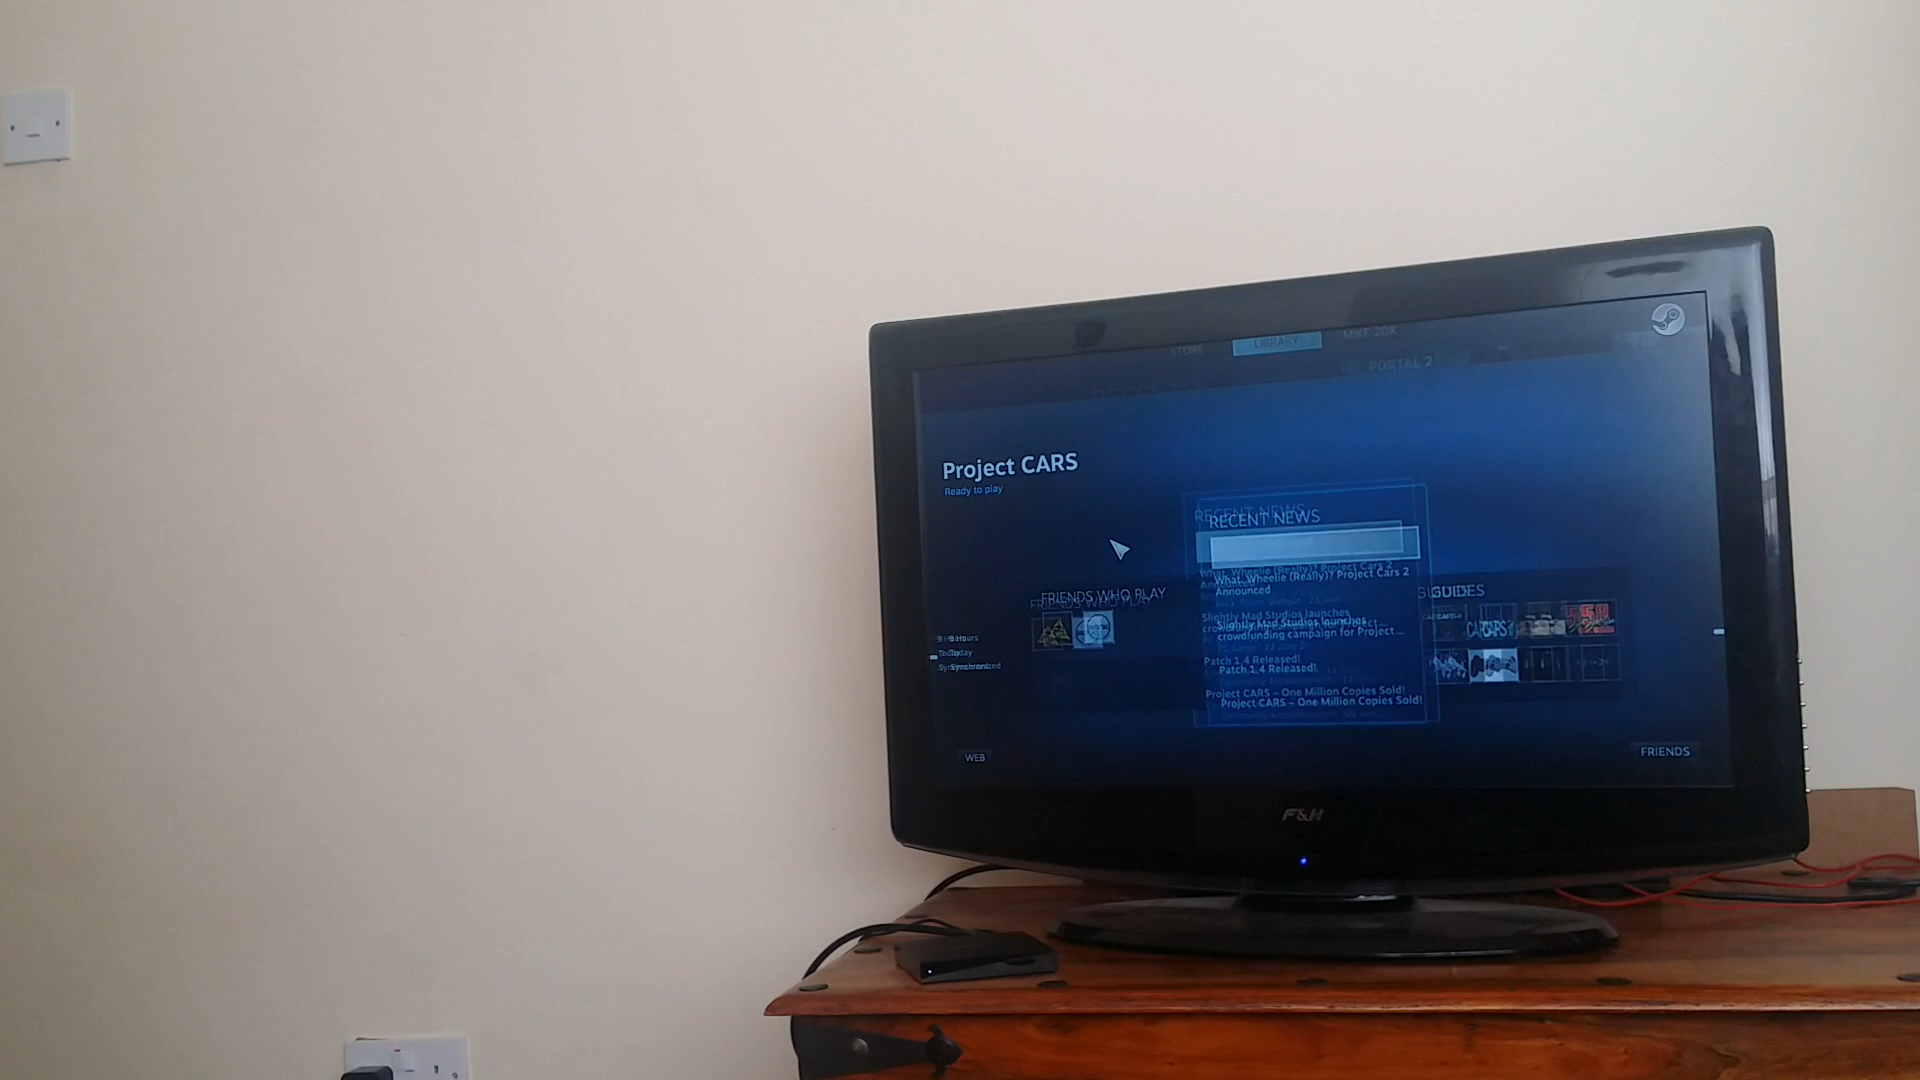 STORE
LIBRARY
MIKE_20X
PORTAL 2
Project CARS
Ready to play
RECENT NEWS
What, Wheelie (Really)? Project Cars 2
Announced
Slightly Mad Studios launches
crowdfunding campaign for Project...
Patch 1.4 Released!
Project CARS – One Million Copies Sold!
FRIENDS WHO PLAY
GUIDES
Hours
Today
Synchronized
WEB
FRIENDS
F&H